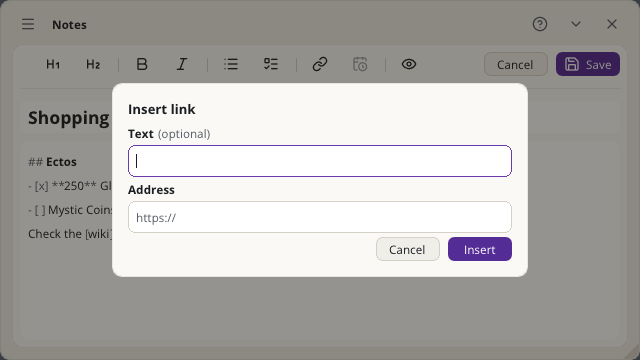 Notes
H1 H2 B I Cancel Save
Shopping
Insert link
Text (optional)
## Ectos
- [x] **250** Gl
Address
- [ ] Mystic Coins
https://
Check the [wiki]
Cancel Insert